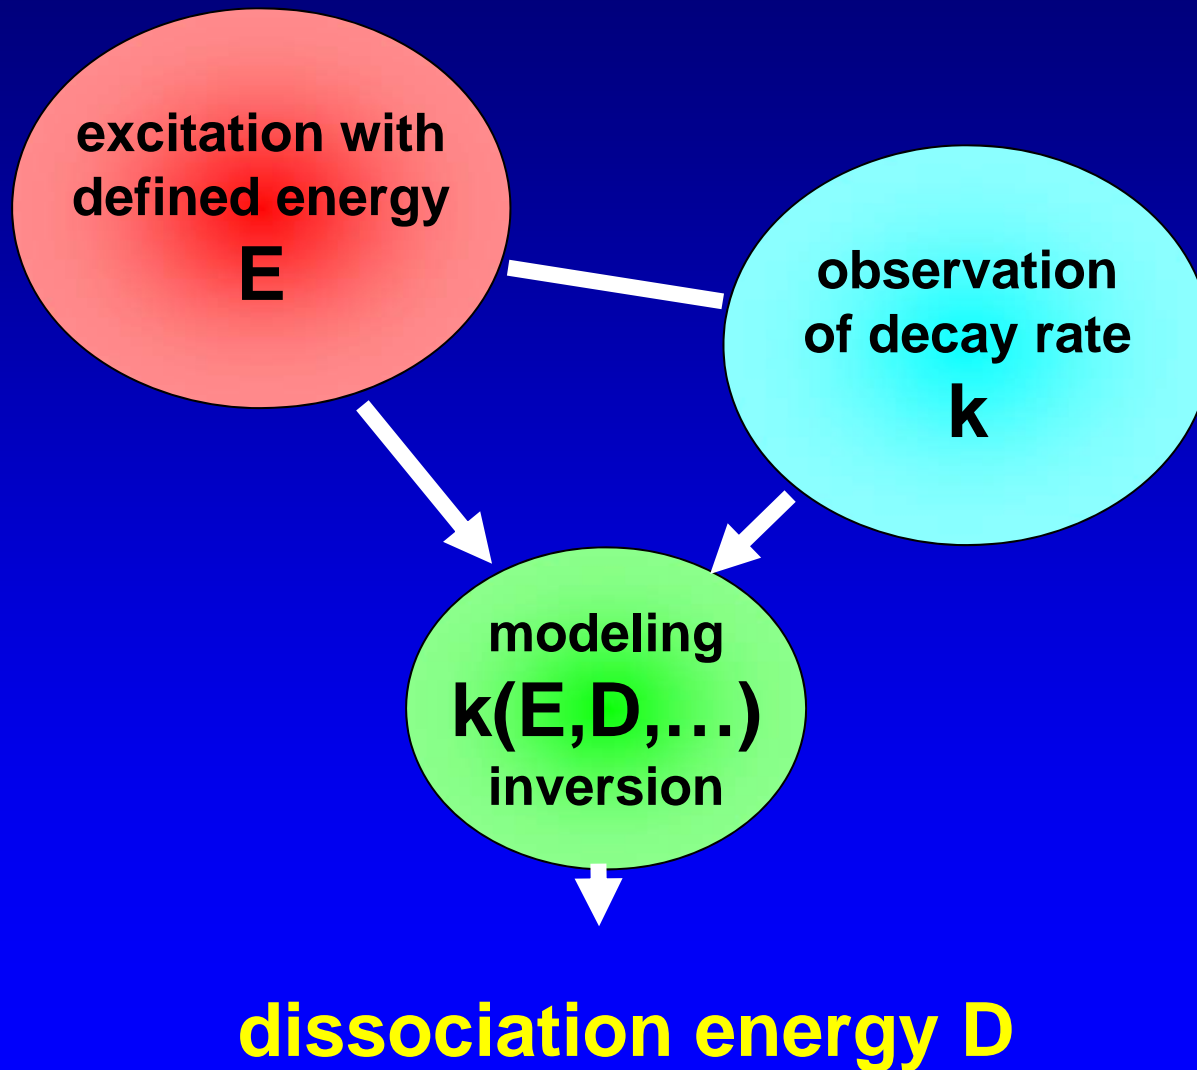 excitation with
defined energy
E
observation
of decay rate
k
modeling
k(E,D,…)
inversion
dissociation energy D